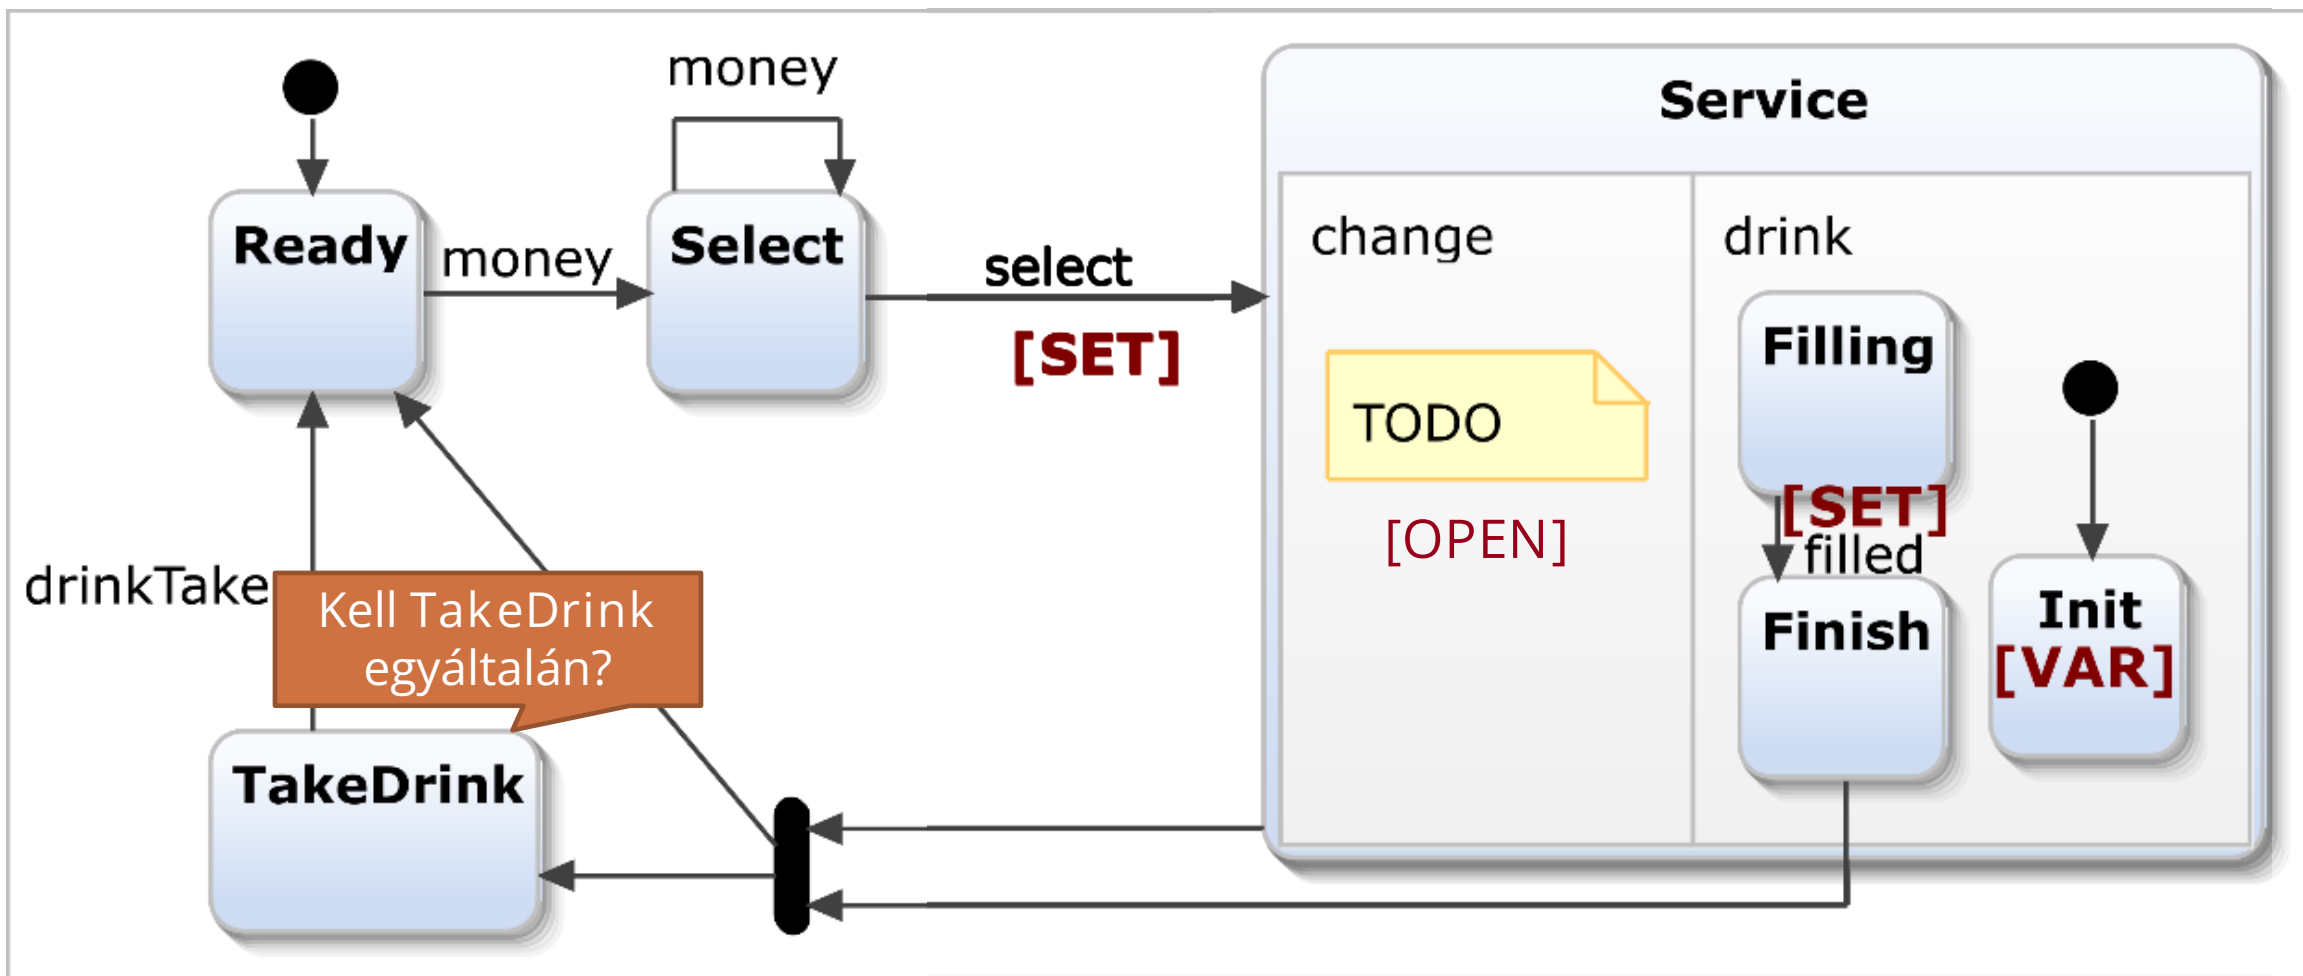 money
Service
Ready
money
Select
select
[SET]
change
drink
TODO
[OPEN]
Filling
[SET]
filled
Finish
Init
[VAR]
drinkTake
Kell TakeDrink
egyáltalán?
TakeDrink